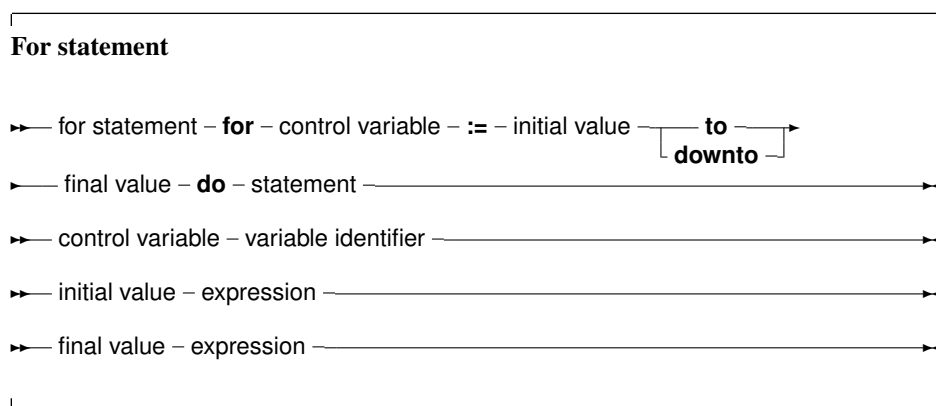 For statement
for statement – for – control variable – := – initial value – to –
downto –
final value – do – statement –
control variable – variable identifier –
initial value – expression –
final value – expression –